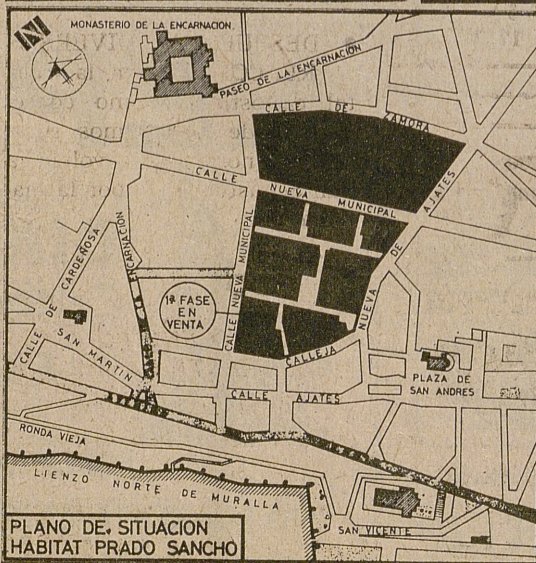 MONASTERIO DE LA ENCARNACION.
PASEO DE LA ENCARNACION
CALLE DE ZAMORA
CALLE NUEVA MUNICIPAL
AJATES
DE
NUEVA
CALLEJA
CALLE NUEVA MUNICIPAL
1ª FASE
EN
VENTA
CALLE DE CARDEÑOSA
ENCARNACION
LA
CALLE
SAN MARTIN
CALLE AJATES
PLAZA DE
SAN ANDRES
RONDA VIEJA
LIENZO NORTE DE MURALLA
SAN VICENTE
PLANO DE SITUACION
HABITAT PRADO SANCHO